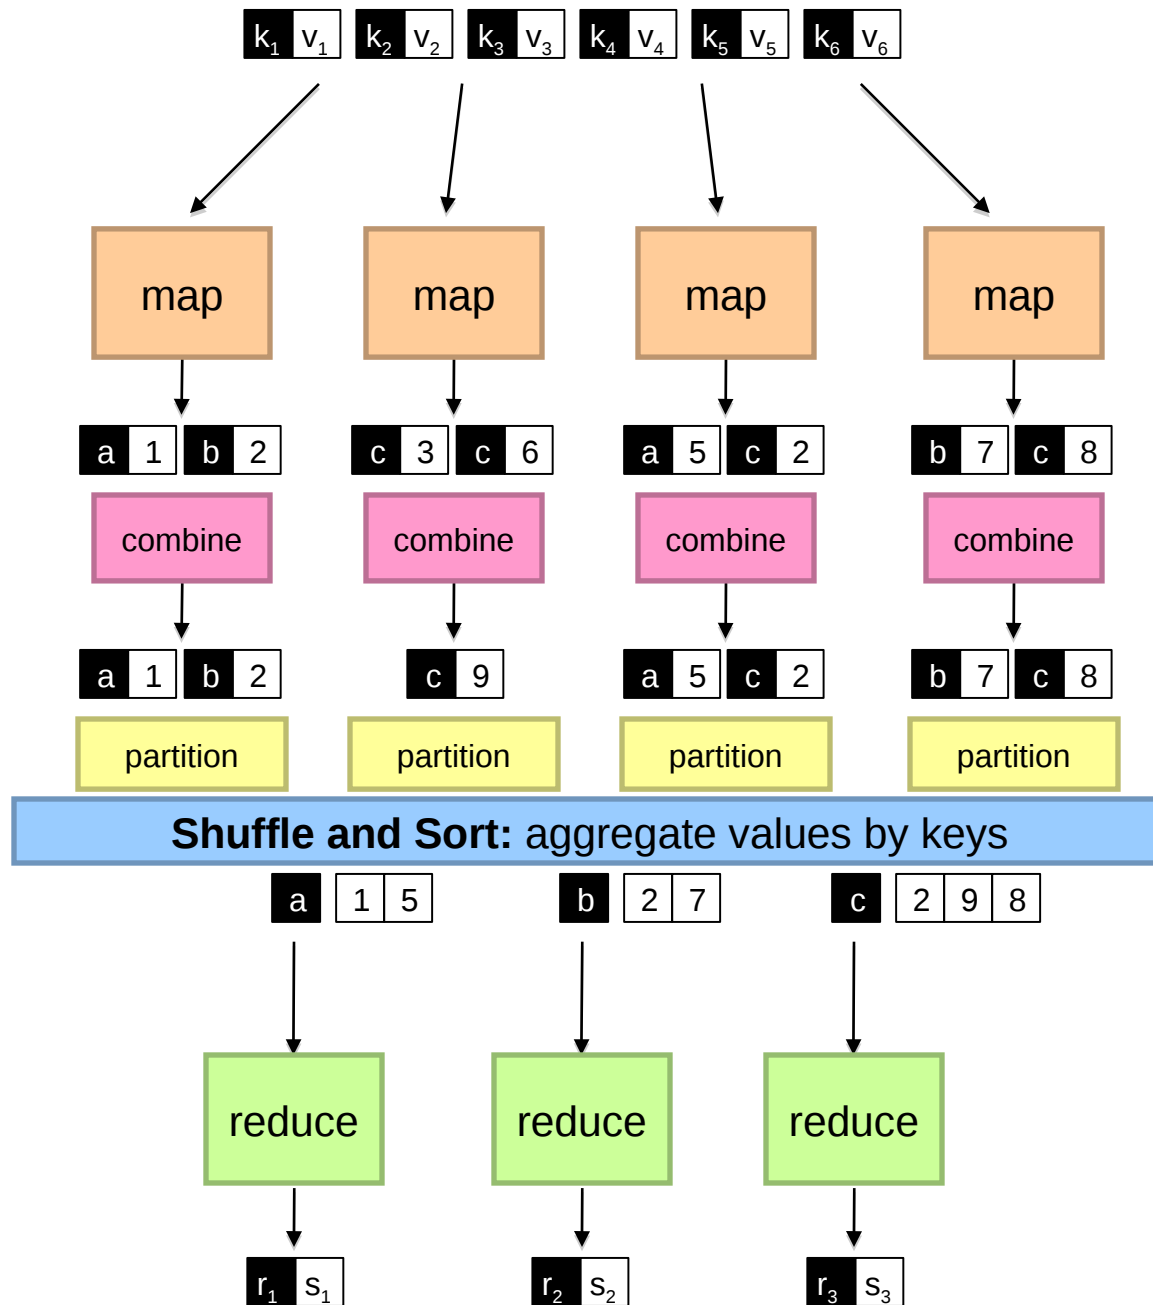 k₁ v₁ k₂ v₂ k₃ v₃ k₄ v₄ k₅ v₅ k₆ v₆
map map map map
a 1 b 2 c 3 c 6 a 5 c 2 b 7 c 8
combine combine combine combine
a 1 b 2 c 9 a 5 c 2 b 7 c 8
partition partition partition partition
Shuffle and Sort: aggregate values by keys
a 1 5 b 2 7 c 2 9 8
reduce reduce reduce
r₁ s₁ r₂ s₂ r₃ s₃